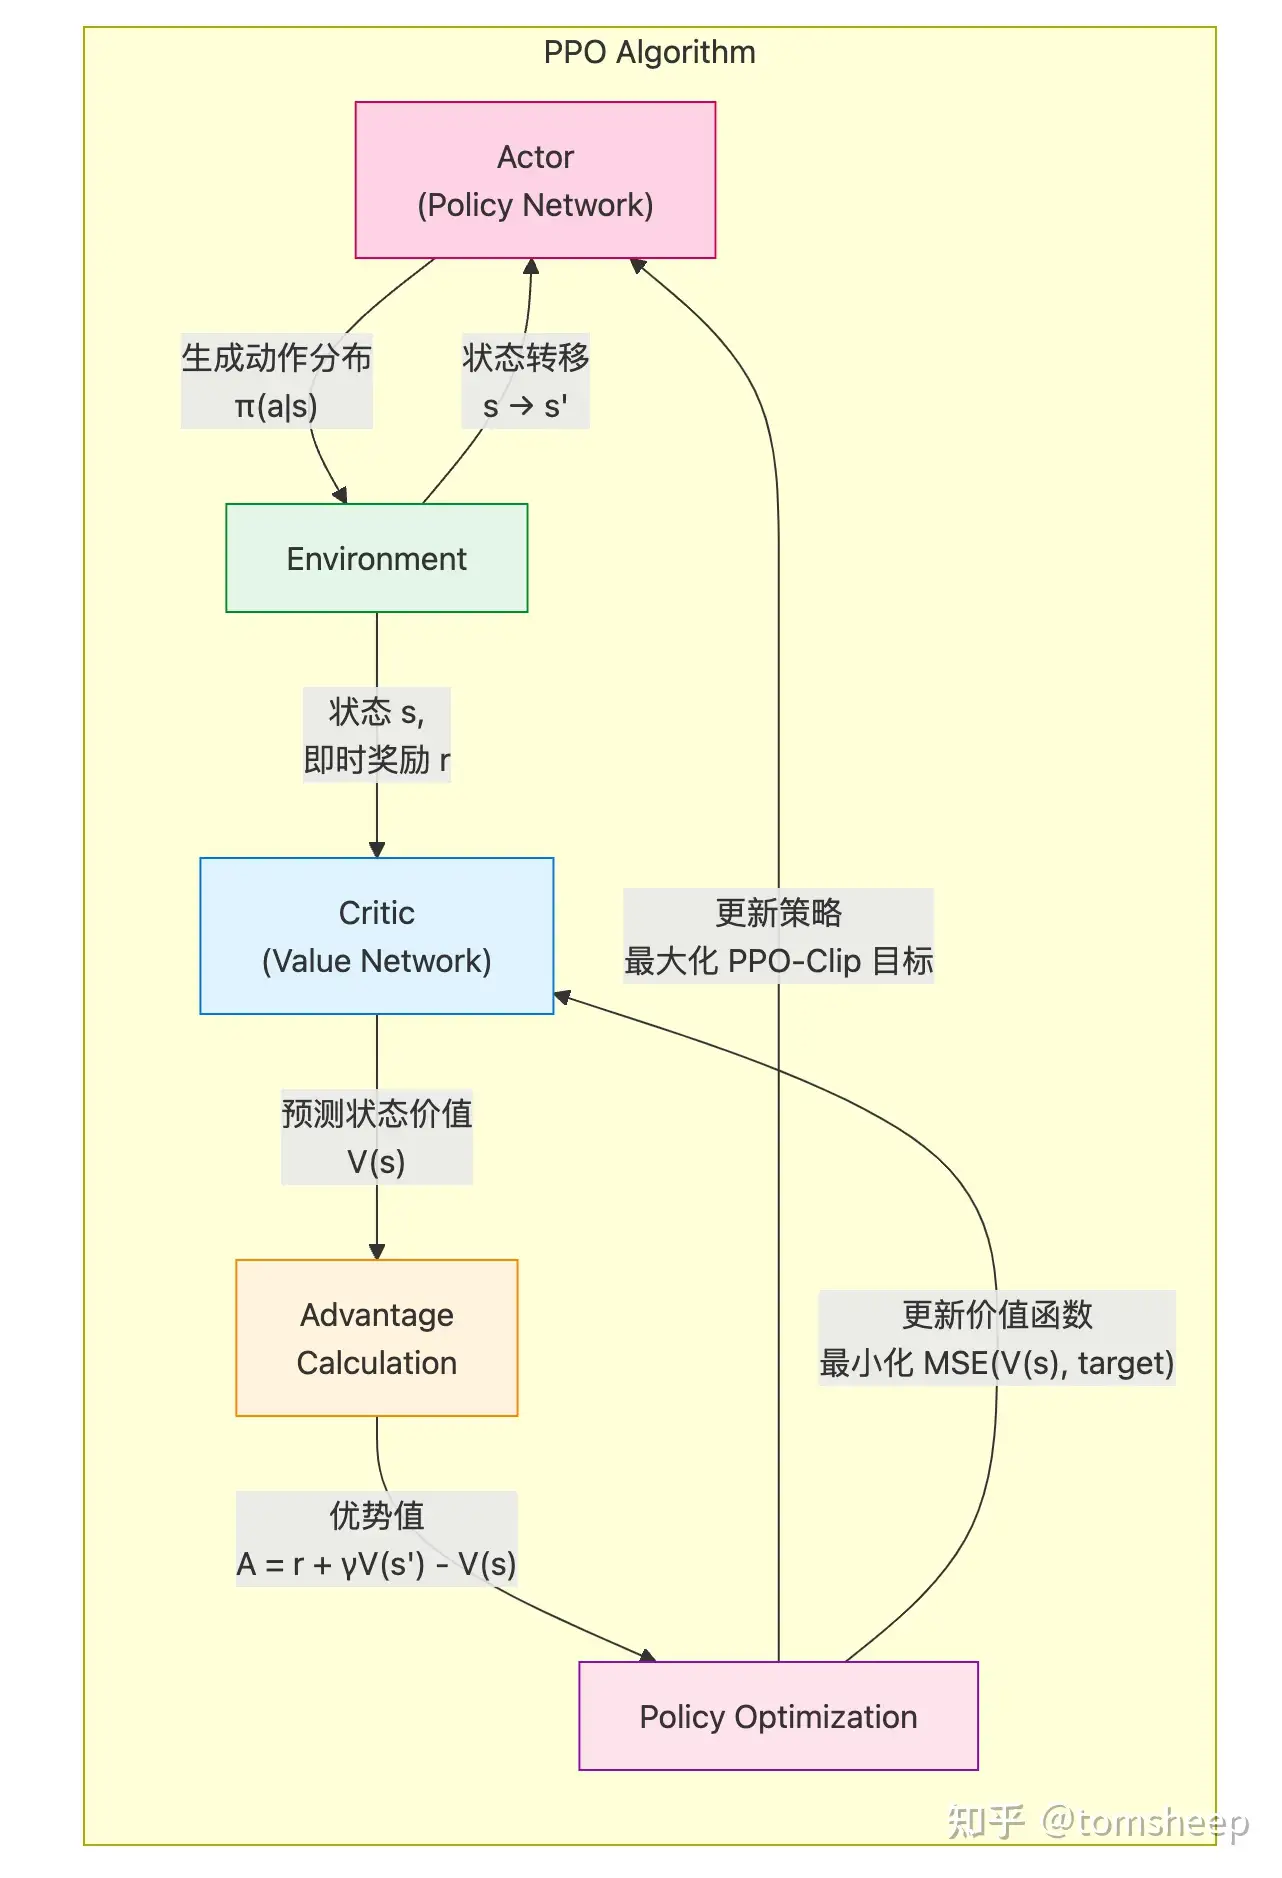 PPO Algorithm
Actor
(Policy Network)
生成动作分布
π(a|s)
状态转移
s → s'
Environment
状态 s,
即时奖励 r
Critic
(Value Network)
更新策略
最大化 PPO-Clip 目标
预测状态价值
V(s)
Advantage
Calculation
更新价值函数
最小化 MSE(V(s), target)
优势值
A = r + γV(s') - V(s)
Policy Optimization
知乎 @tomsheep